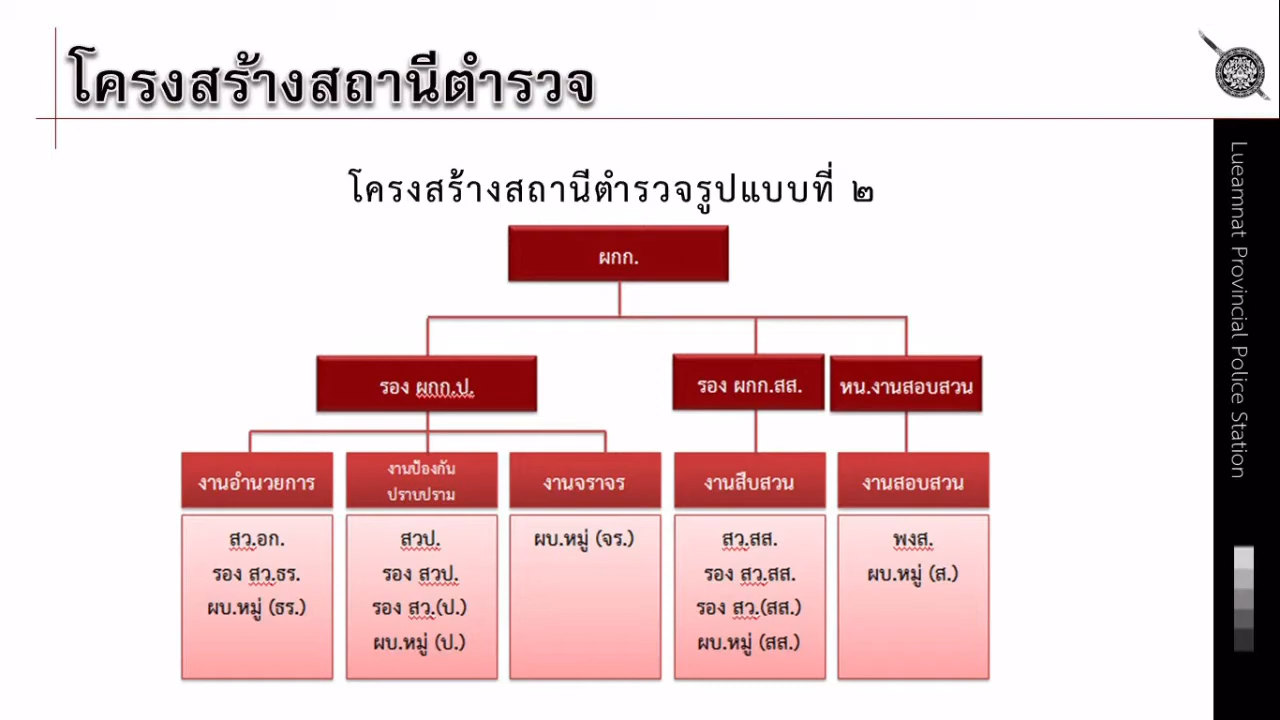 โครงสร้างสถานีตำรวจ
โครงสร้างสถานีตำรวจรูปแบบที่ ๒
ผกก.
รอง ผกก.ป.
รอง ผกก.สส.
หน.งานสอบสวน
งานอำนวยการ
งานป้องกัน
ปราบปราม
งานจราจร
งานสืบสวน
งานสอบสวน
สว.อก.
รอง สว.ธร.
ผบ.หมู่ (ธร.)
สวป.
รอง สวป.
รอง สว.(ป.)
ผบ.หมู่ (ป.)
ผบ.หมู่ (จร.)
สว.สส.
รอง สว.สส.
รอง สว.(สส.)
ผบ.หมู่ (สส.)
พงส.
ผบ.หมู่ (ส.)
Lueamnat Provincial Police Station